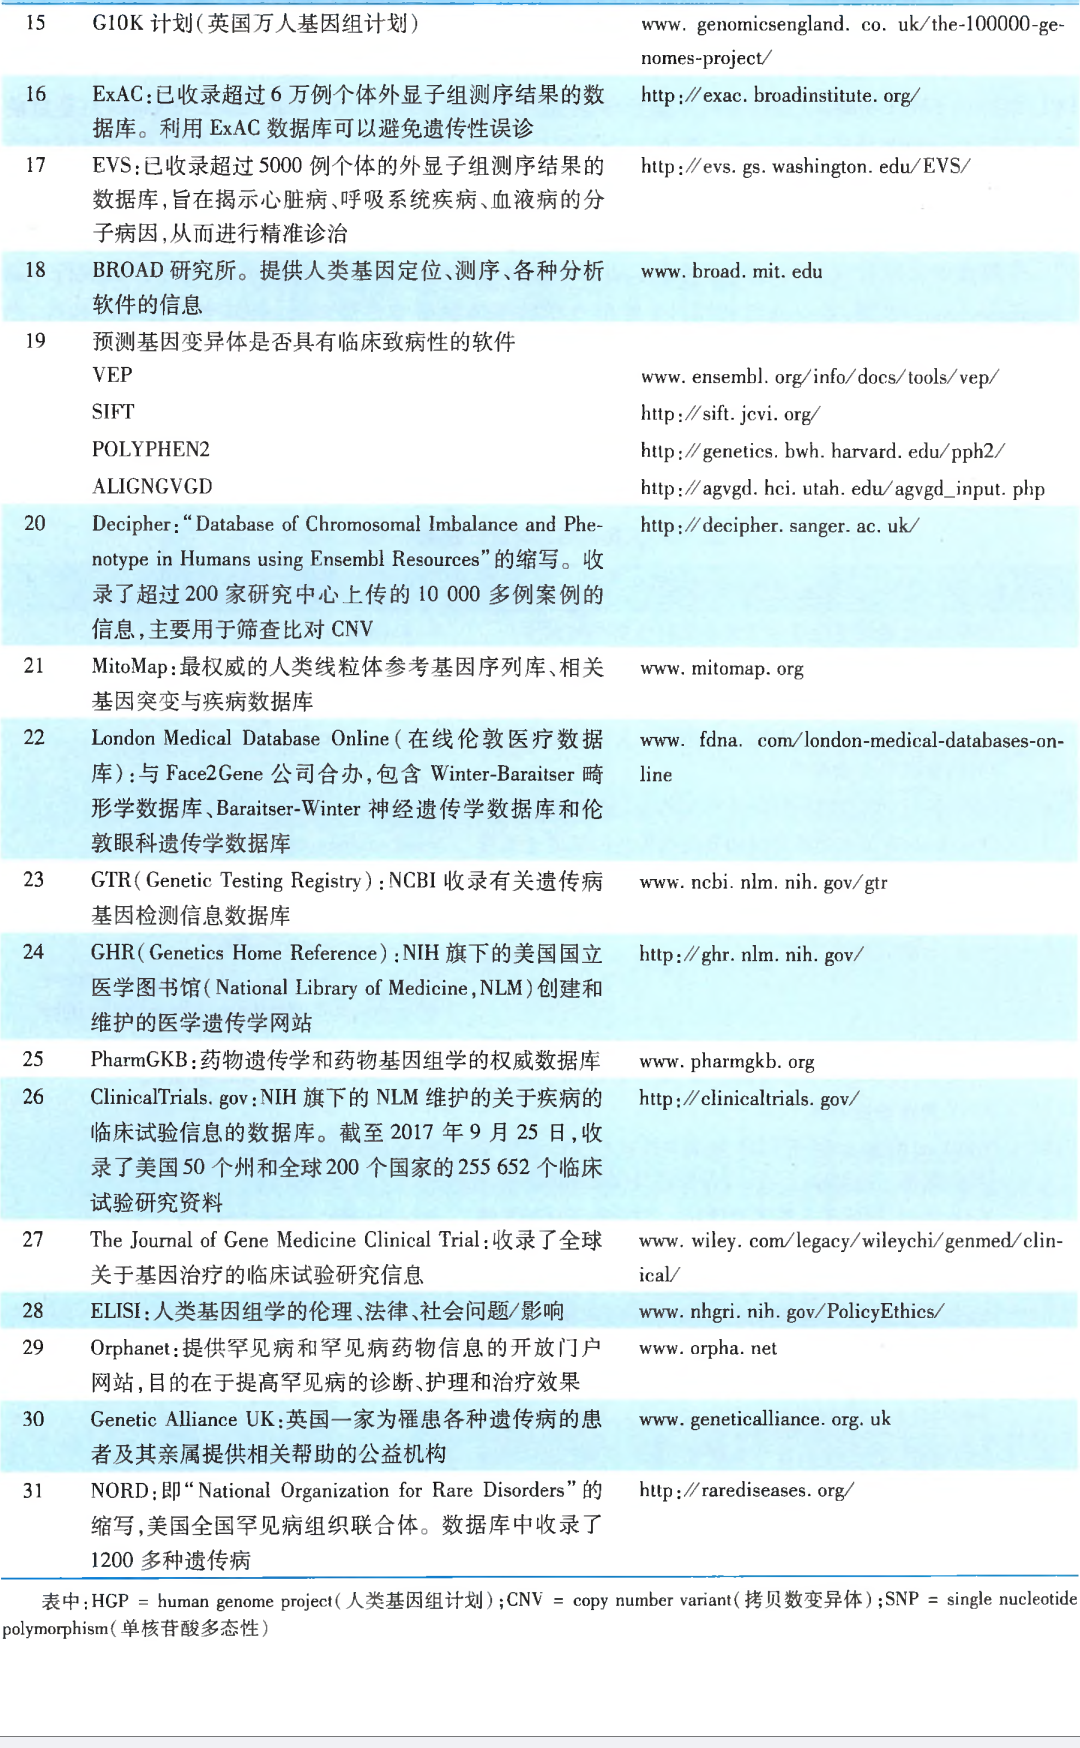 15 G10K 计划(英国万人基因组计划) www. genomicsengland. co. uk/the-100000-ge-
nomes-project/
16 ExAC:已收录超过 6 万例个体外显子组测序结果的数 http://exac. broadinstitute. org/
据库。利用 ExAC 数据库可以避免遗传性误诊
17 EVS:已收录超过 5000 例个体的外显子组测序结果的 http://evs. gs. washington. edu/EVS/
数据库,旨在揭示心脏病、呼吸系统疾病、血液病的分
子病因,从而进行精准诊治
18 BROAD 研究所。提供人类基因定位、测序、各种分析 www. broad. mit. edu
软件的信息
19 预测基因变异体是否具有临床致病性的软件
VEP www. ensembl. org/info/docs/tools/vep/
SIFT http://sift. jcvi. org/
POLYPHEN2 http://genetics. bwh. harvard. edu/pph2/
ALIGNGVGD http://agvgd. hci. utah. edu/agvgd_input. php
20 Decipher:“Database of Chromosomal Imbalance and Phe- http://decipher. sanger. ac. uk/
notype in Humans using Ensembl Resources”的缩写。收
录了超过 200 家研究中心上传的 10 000 多例案例的
信息,主要用于筛查比对 CNV
21 MitoMap:最权威的人类线粒体参考基因序列库、相关 www. mitomap. org
基因突变与疾病数据库
22 London Medical Database Online(在线伦敦医疗数据 www. fdna. com/london-medical-databases-on-
库):与 Face2Gene 公司合办,包含 Winter-Baraitser 畸 line
形学数据库、Baraitser-Winter 神经遗传学数据库和伦
敦眼科遗传学数据库
23 GTR(Genetic Testing Registry):NCBI 收录有关遗传病 www. ncbi. nlm. nih. gov/gtr
基因检测信息数据库
24 GHR(Genetics Home Reference):NIH 旗下的美国国立 http://ghr. nlm. nih. gov/
医学图书馆(National Library of Medicine,NLM)创建和
维护的医学遗传学网站
25 PharmGKB:药物遗传学和药物基因组学的权威数据库 www. pharmgkb. org
26 ClinicalTrials. gov:NIH 旗下的 NLM 维护的关于疾病的 http://clinicaltrials. gov/
临床试验信息的数据库。截至 2017 年 9 月 25 日,收
录了美国 50 个州和全球 200 个国家的 255 652 个临床
试验研究资料
27 The Journal of Gene Medicine Clinical Trial:收录了全球 www. wiley. com/legacy/wileychi/genmed/clin-
关于基因治疗的临床试验研究信息 ical/
28 ELISI:人类基因组学的伦理、法律、社会问题/影响 www. nhgri. nih. gov/PolicyEthics/
29 Orphanet:提供罕见病和罕见病药物信息的开放门户 www. orpha. net
网站,目的在于提高罕见病的诊断、护理和治疗效果
30 Genetic Alliance UK:英国一家为罹患各种遗传病的患 www. geneticalliance. org. uk
者及其亲属提供相关帮助的公益机构
31 NORD:即“National Organization for Rare Disorders”的 http://rarediseases. org/
缩写,美国全国罕见病组织联合体。数据库中收录了
1200 多种遗传病
表中:HGP = human genome project(人类基因组计划);CNV = copy number variant(拷贝数变异体);SNP = single nucleotide
polymorphism(单核苷酸多态性)